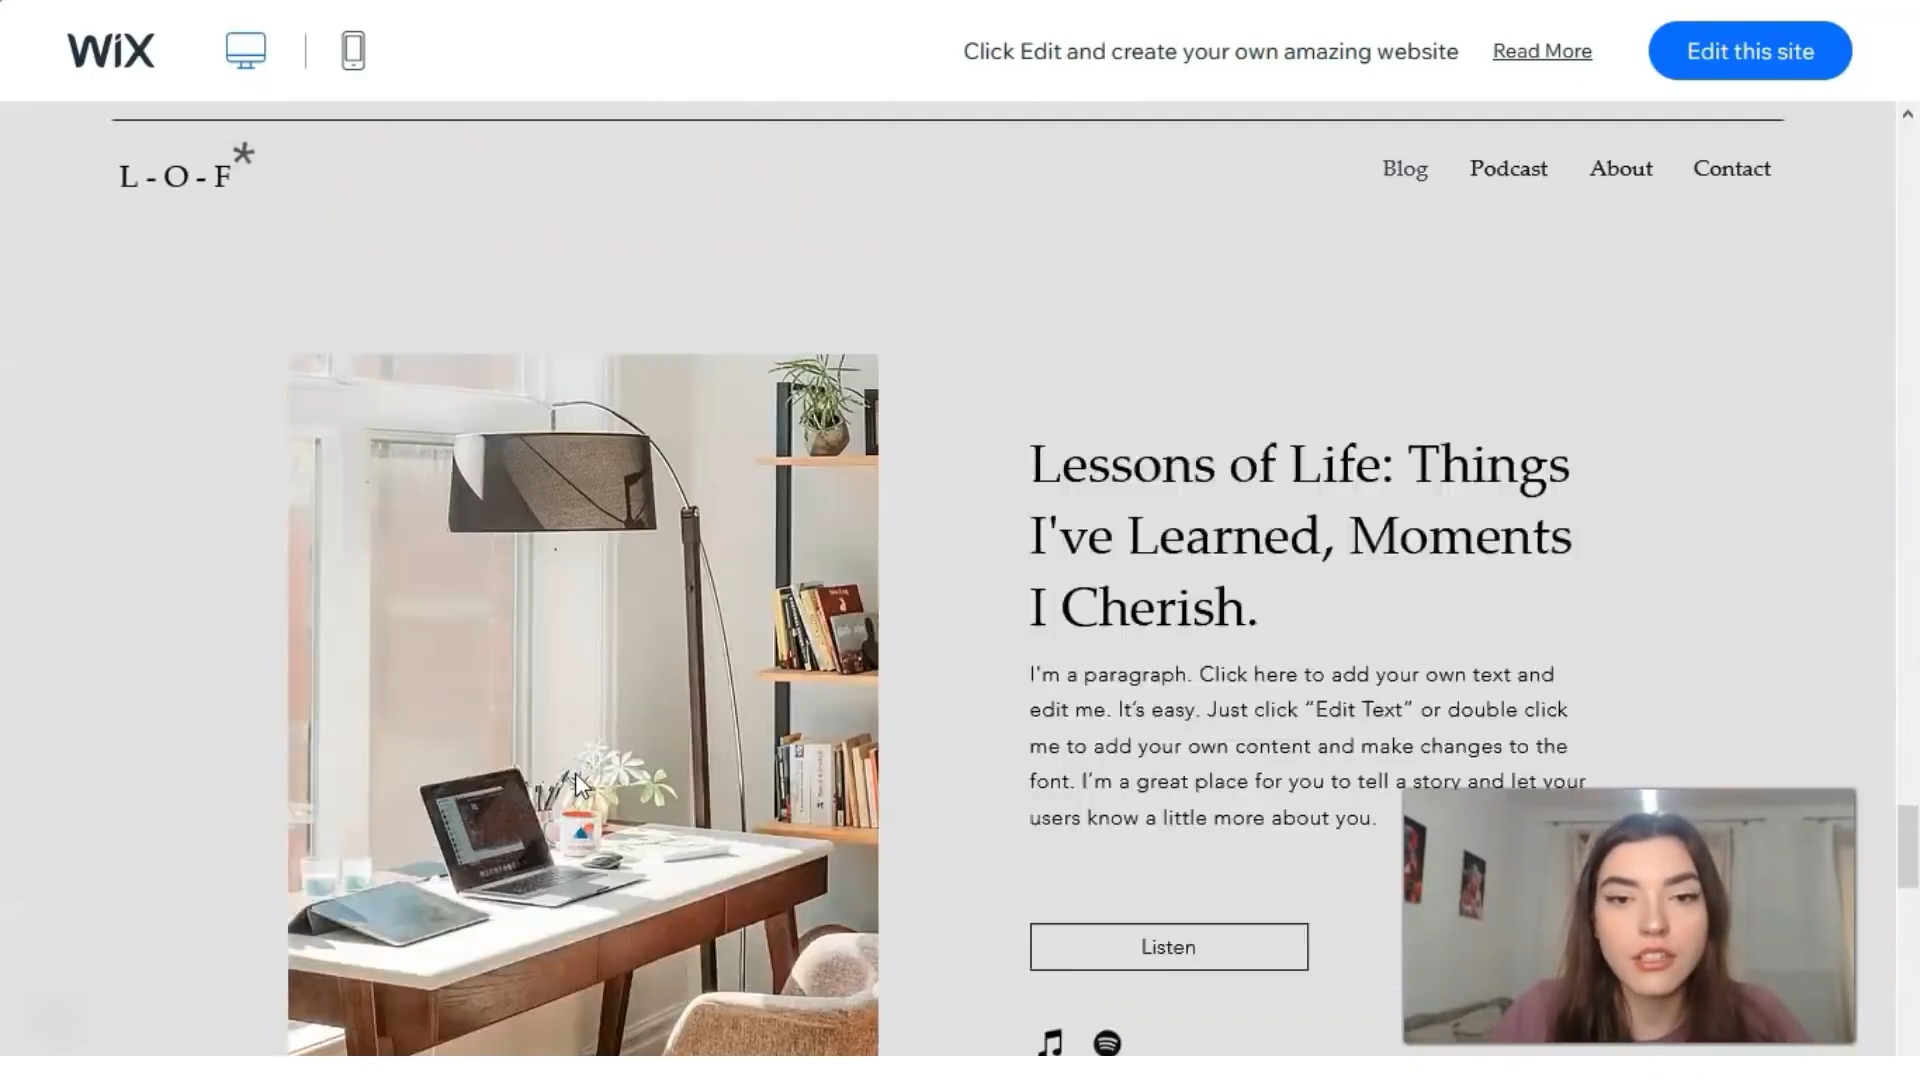 WiX
Click Edit and create your own amazing website
Read More
Edit this site
L-O-F*
Blog
Podcast
About
Contact
Lessons of Life: Things
I've Learned, Moments
I Cherish.
I'm a paragraph. Click here to add your own text and
edit me. It's easy. Just click “Edit Text” or double click
me to add your own content and make changes to the
font. I'm a great place for you to tell a story and let your
users know a little more about you.
Listen